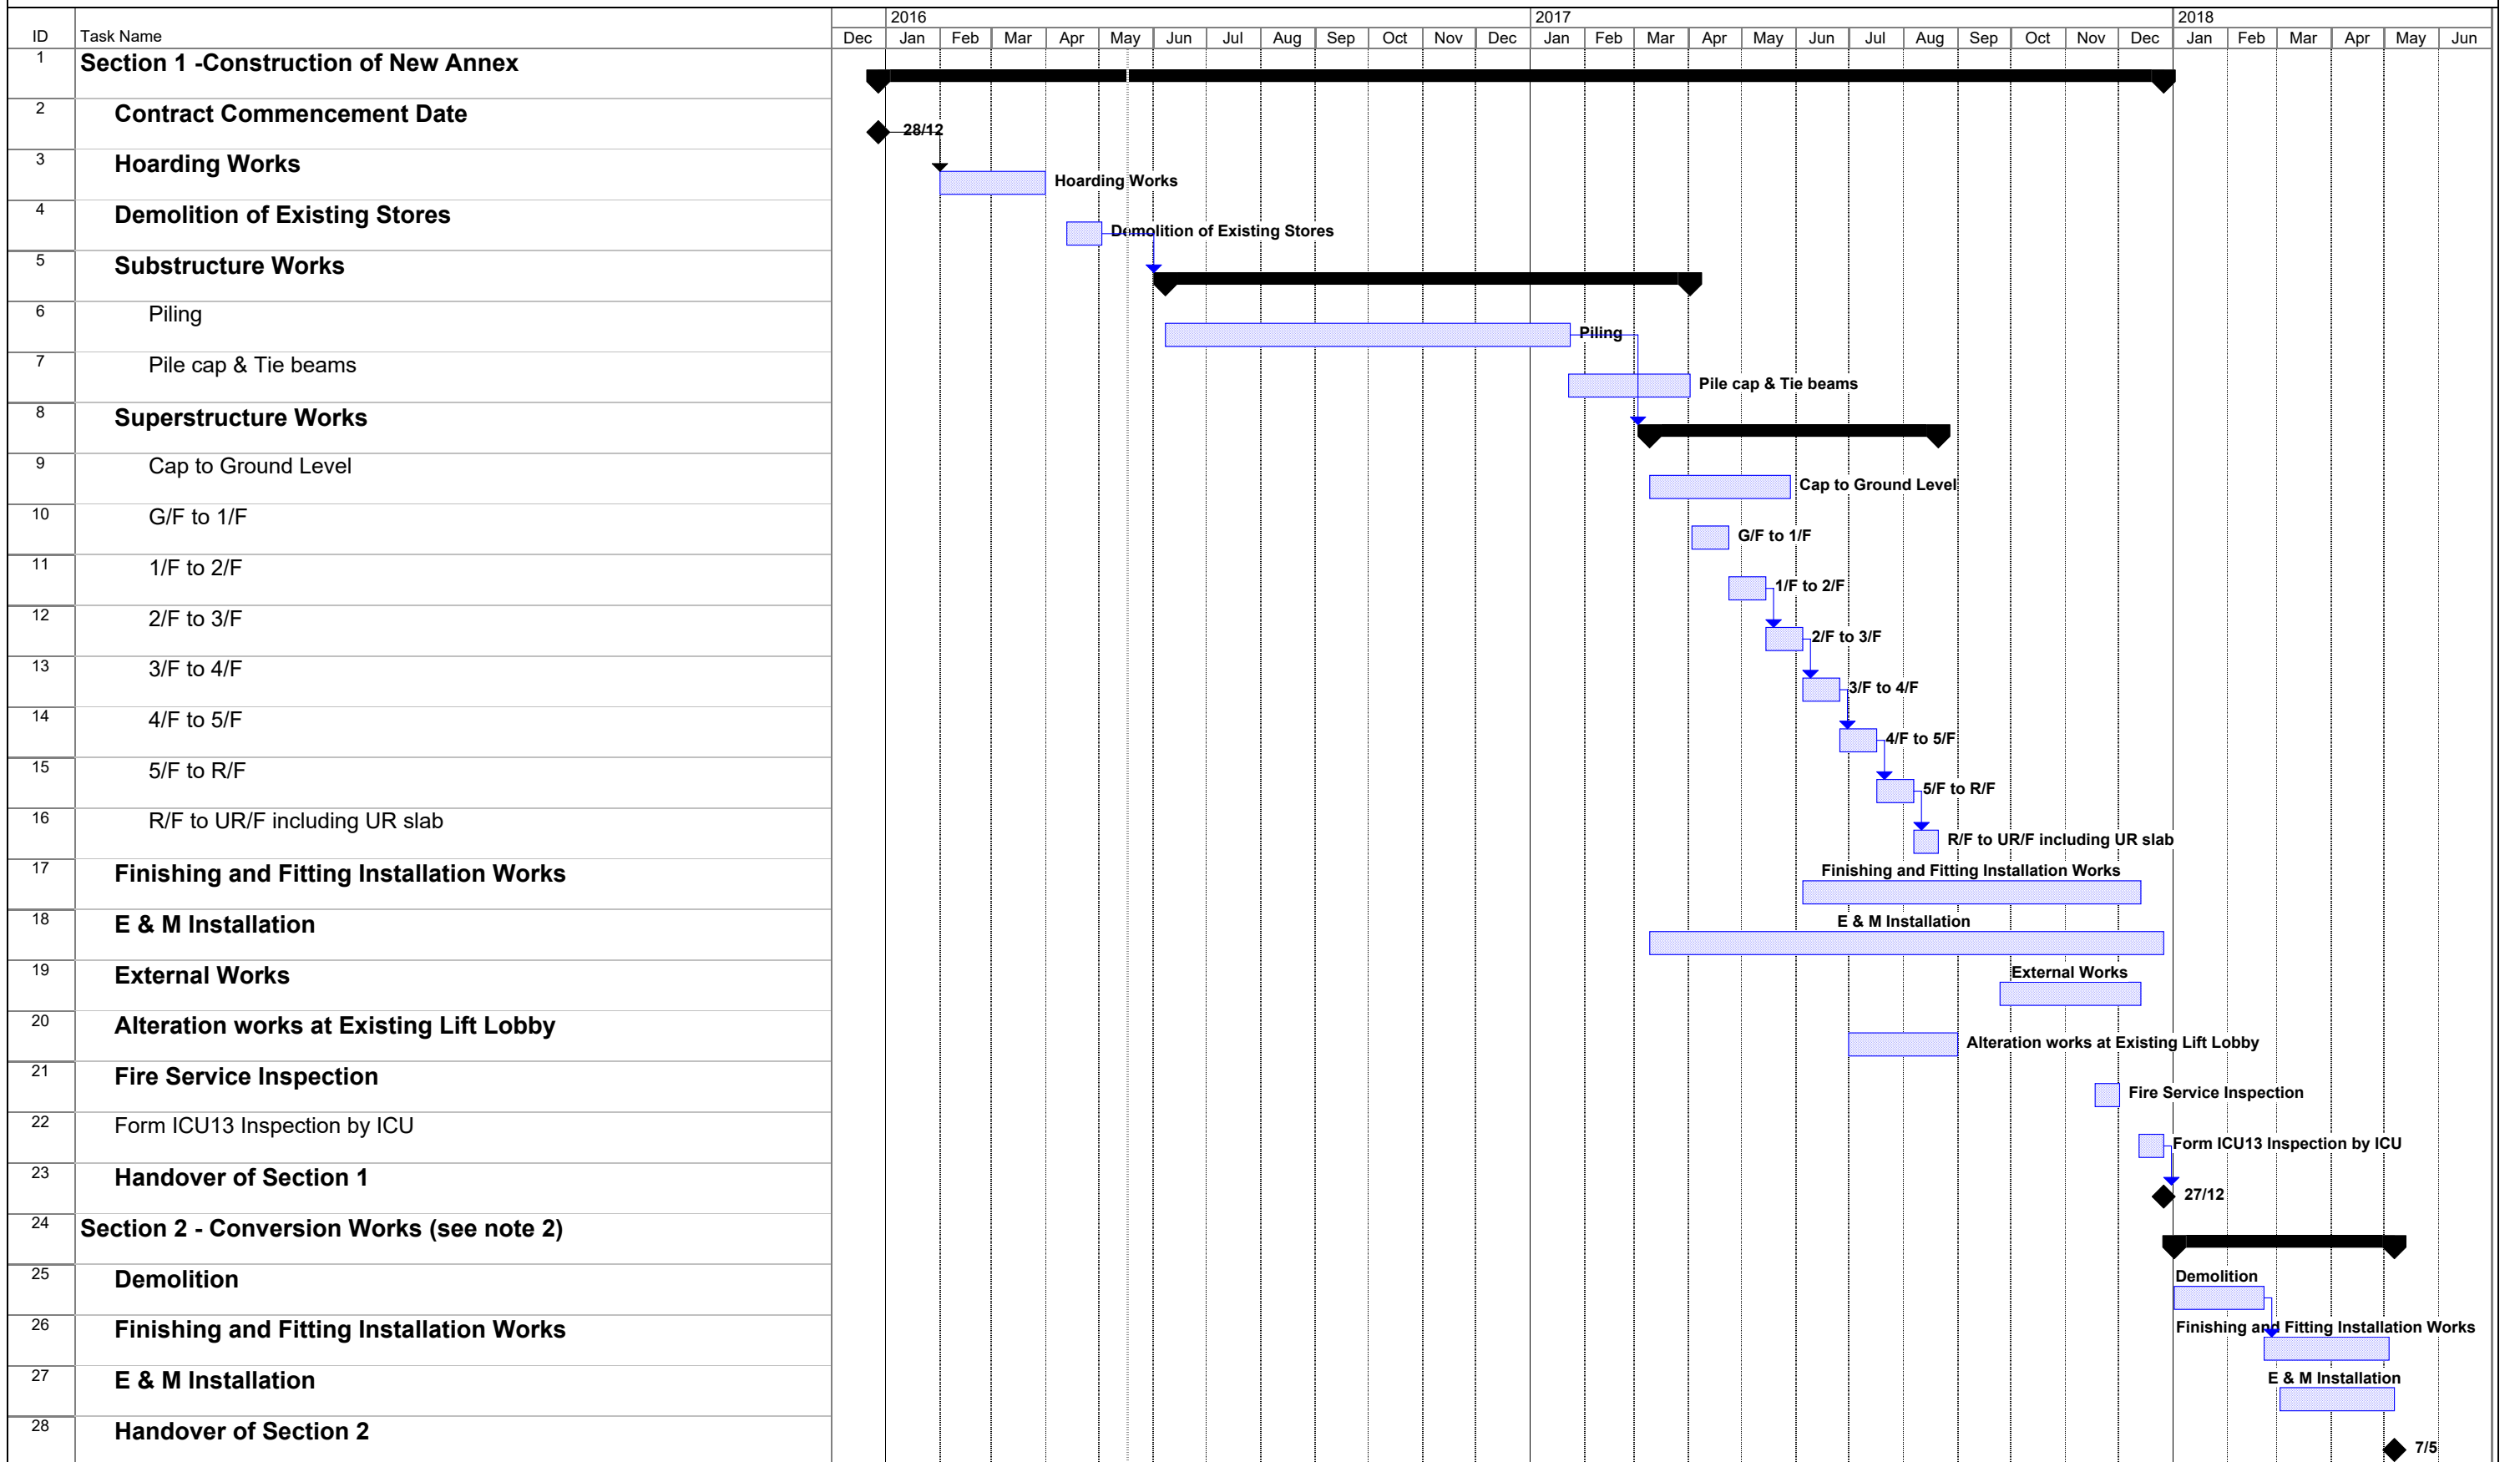 2016 2017 2018
ID Task Name Dec Jan Feb Mar Apr May Jun Jul Aug Sep Oct Nov Dec Jan Feb Mar Apr May Jun Jul Aug Sep Oct Nov Dec Jan Feb Mar Apr May Jun
1 Section 1 -Construction of New Annex
2 Contract Commencement Date 28/12
3 Hoarding Works Hoarding Works
4 Demolition of Existing Stores Demolition of Existing Stores
5 Substructure Works
6 Piling Piling
7 Pile cap & Tie beams Pile cap & Tie beams
8 Superstructure Works
9 Cap to Ground Level Cap to Ground Level
10 G/F to 1/F G/F to 1/F
11 1/F to 2/F 1/F to 2/F
12 2/F to 3/F 2/F to 3/F
13 3/F to 4/F 3/F to 4/F
14 4/F to 5/F 4/F to 5/F
15 5/F to R/F 5/F to R/F
16 R/F to UR/F including UR slab R/F to UR/F including UR slab
17 Finishing and Fitting Installation Works Finishing and Fitting Installation Works
18 E & M Installation E & M Installation
19 External Works External Works
20 Alteration works at Existing Lift Lobby Alteration works at Existing Lift Lobby
21 Fire Service Inspection Fire Service Inspection
22 Form ICU13 Inspection by ICU Form ICU13 Inspection by ICU
23 Handover of Section 1 27/12
24 Section 2 - Conversion Works (see note 2)
25 Demolition Demolition
26 Finishing and Fitting Installation Works Finishing and Fitting Installation Works
27 E & M Installation E & M Installation
28 Handover of Section 2 7/5